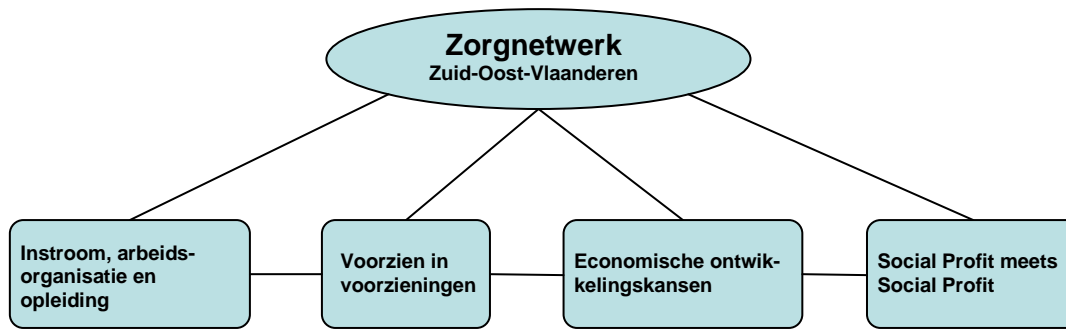 Zorgnetwerk
Zuid-Oost-Vlaanderen
Instroom, arbeids-
organisatie en
opleiding
Voorzien in
voorzieningen
Economische ontwik-
kelingskansen
Social Profit meets
Social Profit